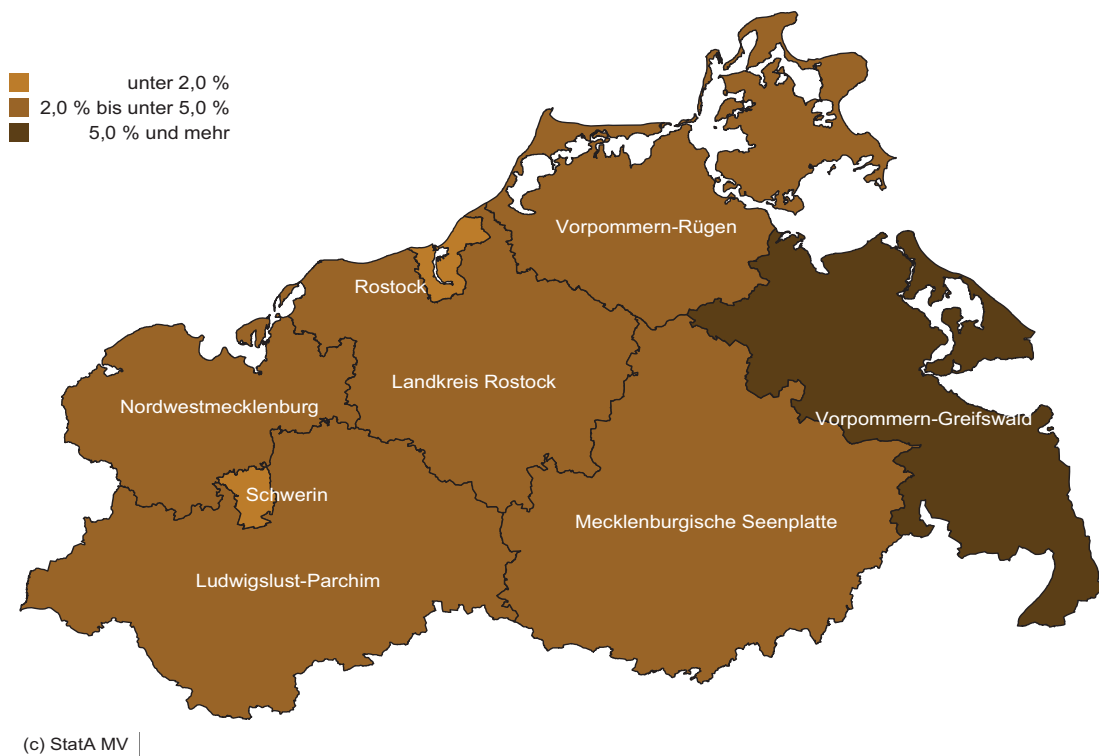 unter 2,0 %
2,0 % bis unter 5,0 %
5,0 % und mehr
Vorpommern-Rügen
Rostock
Landkreis Rostock
Nordwestmecklenburg
Vorpommern-Greifswald
Schwerin
Mecklenburgische Seenplatte
Ludwigslust-Parchim
(c) StatA MV